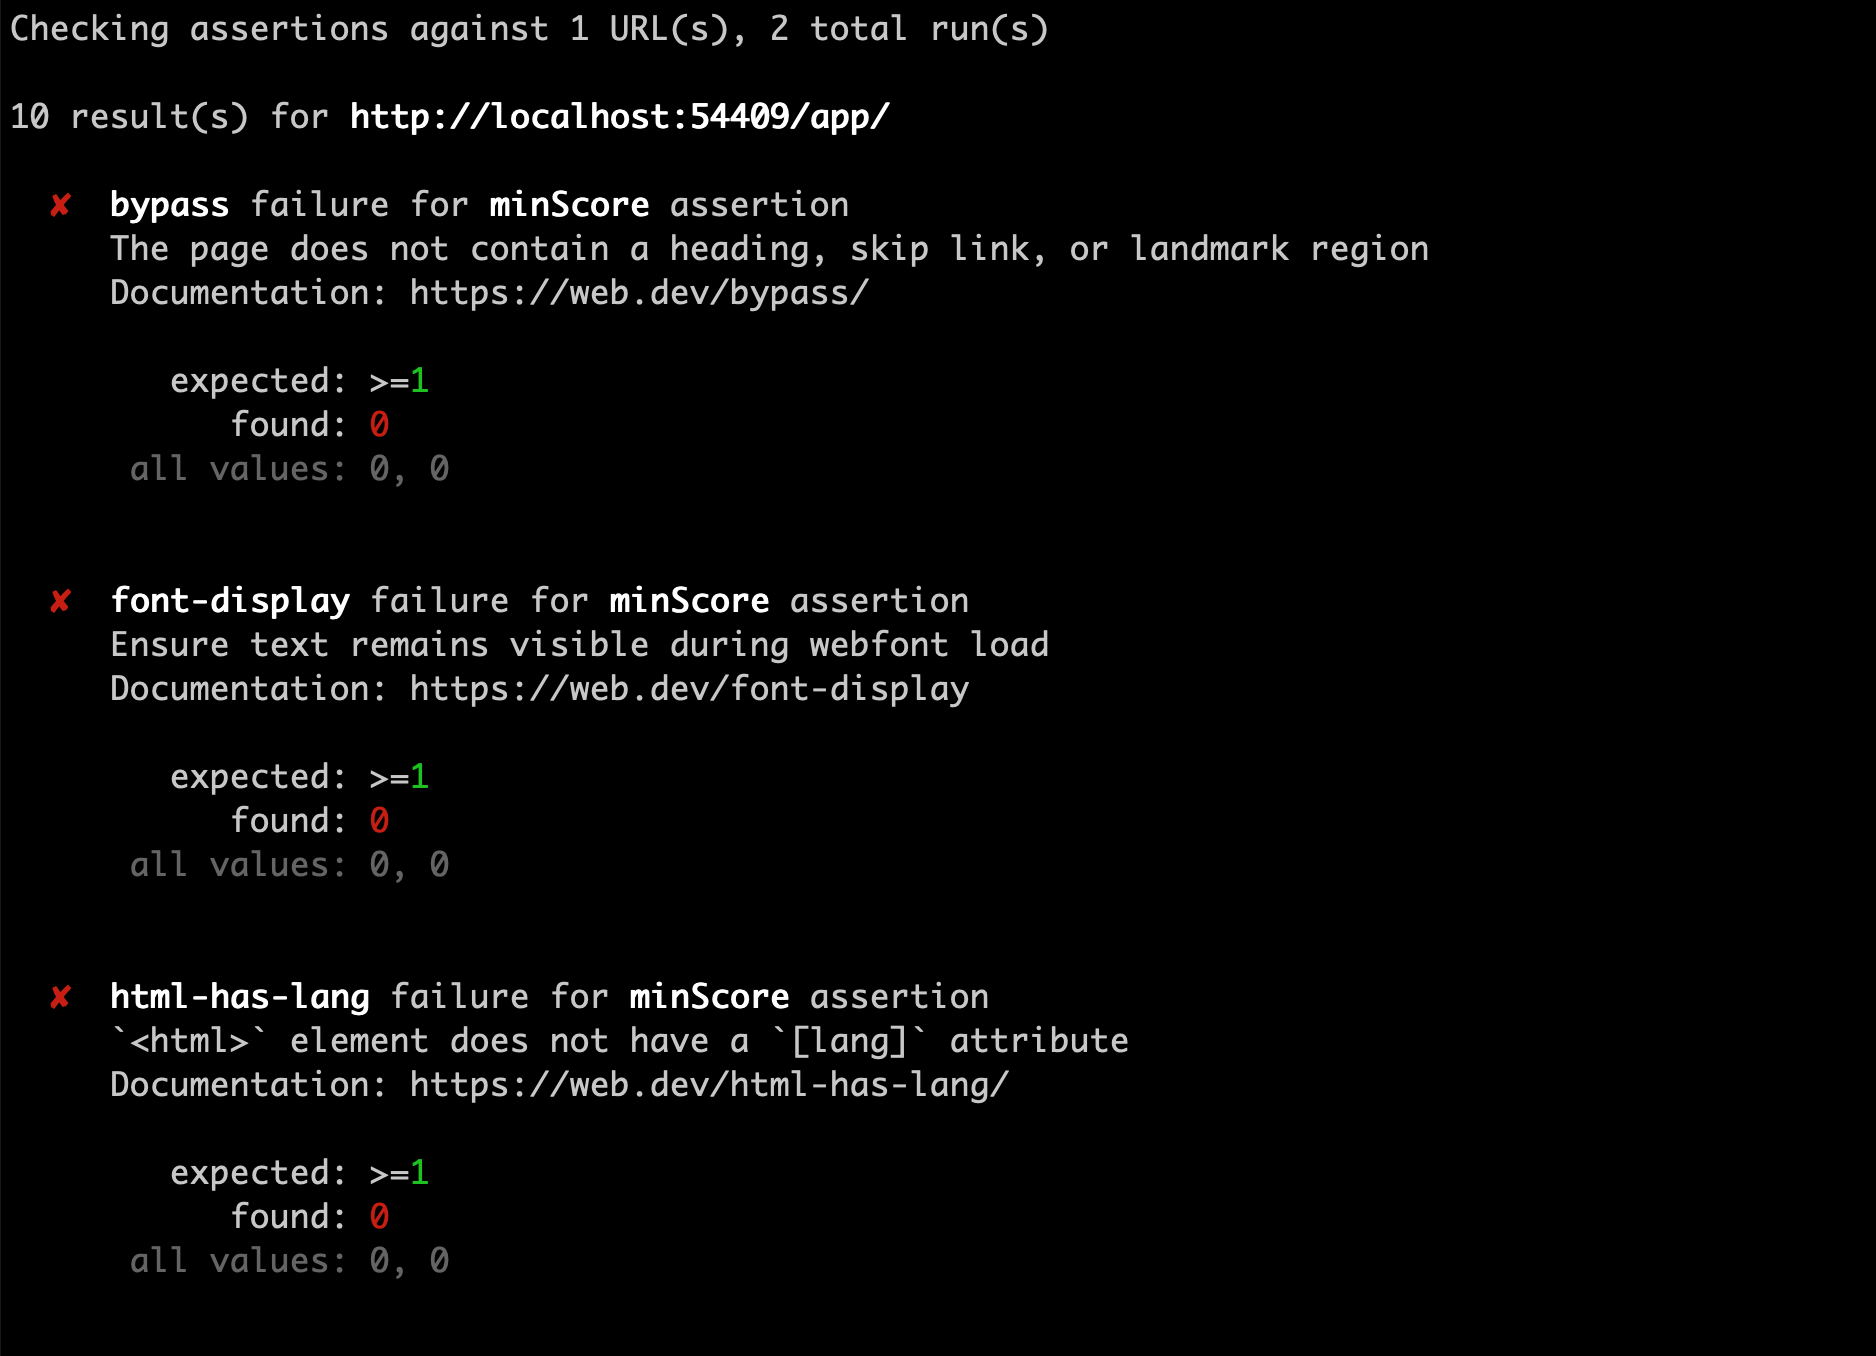 Checking assertions against 1 URL(s), 2 total run(s)
10 result(s) for http://localhost:54409/app/
✘ bypass failure for minScore assertion
The page does not contain a heading, skip link, or landmark region
Documentation: https://web.dev/bypass/
expected: >=1
found: 0
all values: 0, 0
✘ font-display failure for minScore assertion
Ensure text remains visible during webfont load
Documentation: https://web.dev/font-display
expected: >=1
found: 0
all values: 0, 0
✘ html-has-lang failure for minScore assertion
`<html>` element does not have a `[lang]` attribute
Documentation: https://web.dev/html-has-lang/
expected: >=1
found: 0
all values: 0, 0